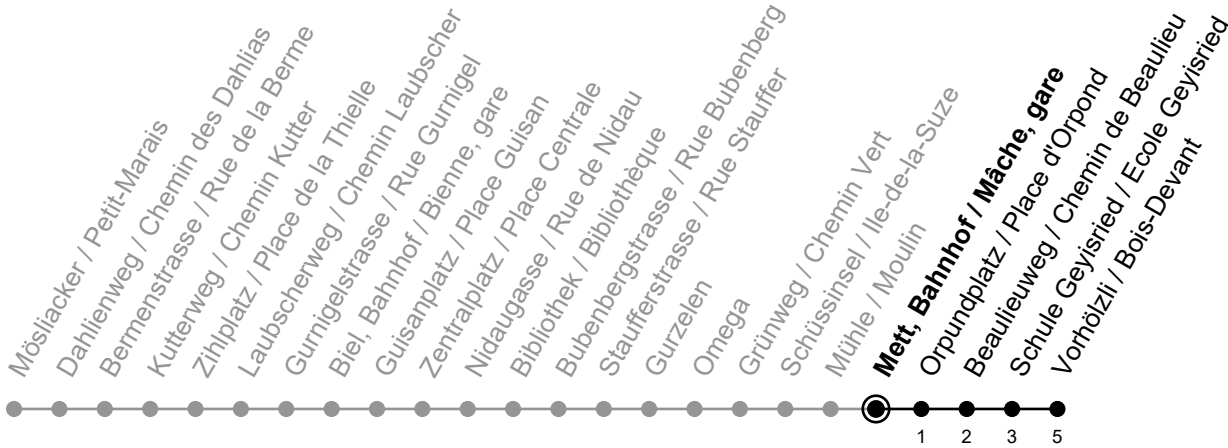 Mösliacker / Petit-Marais
Dahlienweg / Chemin des Dahlias
Bermenstrasse / Rue de la Berme
Kutterweg / Chemin Kutter
Zihlplatz / Place de la Thielle
Laubscherweg / Chemin Laubscher
Gurnigelstrasse / Rue Gurnigel
Biel, Bahnhof / Bienne, gare
Guisanplatz / Place Guisan
Zentralplatz / Place Centrale
Nidaugasse / Rue de Nidau
Bibliothek / Bibliothèque
Bubenbergstrasse / Rue Bubenberg
Staufferstrasse / Rue Stauffer
Gurzelen
Omega
Grünweg / Chemin Vert
Schüssinsel / Ile-de-la-Suze
Mühle / Moulin
Mett, Bahnhof / Mâche, gare
Orpundplatz / Place d'Orpond
Beaulieuweg / Chemin de Beaulieu
Schule Geyisried / Ecole Geyisried
Vorhölzli / Bois-Devant
1 2 3 5